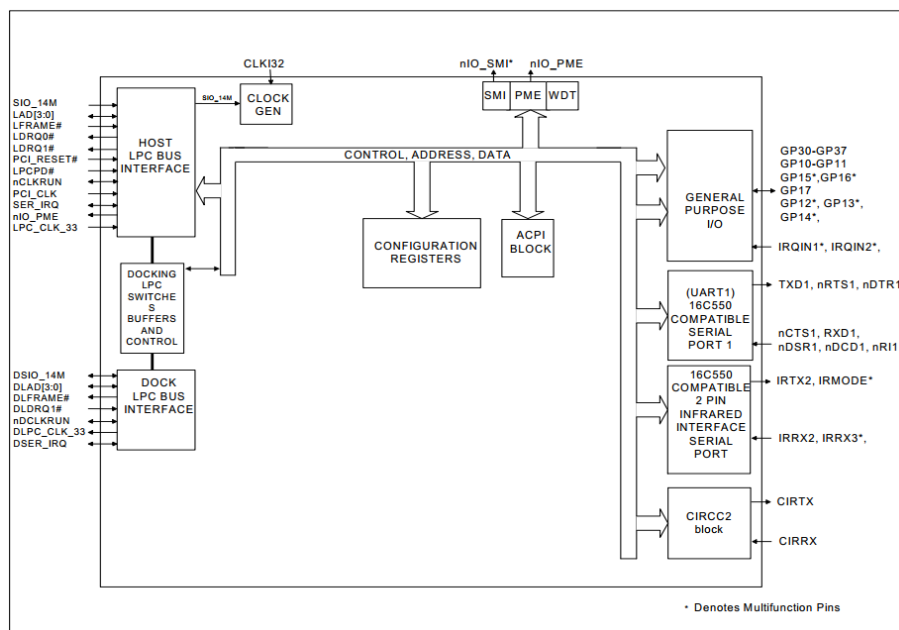 CLKI32
nIO_SMI*
nIO_PME
SIO_14M
LAD[3:0]
LFRAME#
LDRQ0#
LDRQ1#
PCI_RESET#
LPCPD#
nCLKRUN
PCI_CLK
SER_IRQ
nIO_PME
LPC_CLK_33
HOST
LPC BUS
INTERFACE
SIO_14M
CLOCK
GEN
SMI
PME
WDT
CONTROL, ADDRESS, DATA
CONFIGURATION
REGISTERS
ACPI
BLOCK
GENERAL
PURPOSE
I/O
GP30-GP37
GP10-GP11
GP15*,GP16*
GP17
GP12*, GP13*,
GP14*,
IRQIN1*, IRQIN2*,
DOCKING
LPC
SWITCHE
S
BUFFERS
AND
CONTROL
(UART1)
16C550
COMPATIBLE
SERIAL
PORT 1
TXD1, nRTS1, nDTR1
nCTS1, RXD1,
nDSR1, nDCD1, nRI1
DSIO_14M
DLAD[3:0]
DLFRAME#
DLDRQ1#
nDCLKRUN
DLPC_CLK_33
DSER_IRQ
DOCK
LPC BUS
INTERFACE
16C550
COMPATIBLE
2 PIN
INFRARED
INTERFACE
SERIAL
PORT
IRTX2, IRMODE*
IRRX2, IRRX3*,
CIRCC2
block
CIRTX
CIRRX
* Denotes Multifunction Pins